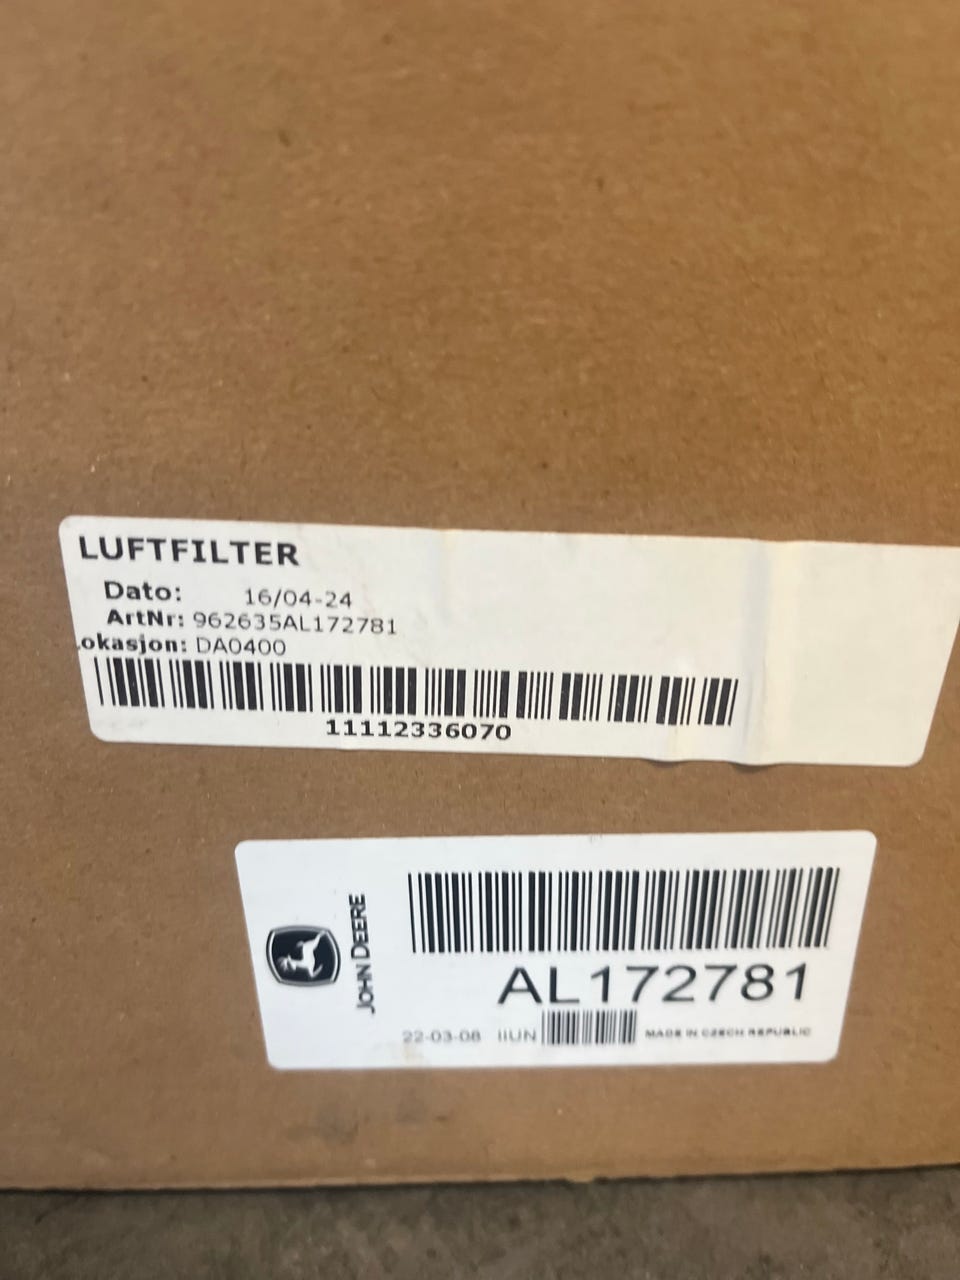 LUFTFILTER
Dato: 16/04-24
ArtNr: 962635AL172781
okasjon: DA0400
11112336070
JOHN DEERE
AL172781
22-03-08 IIUN MADE IN CZECH REPUBLIC